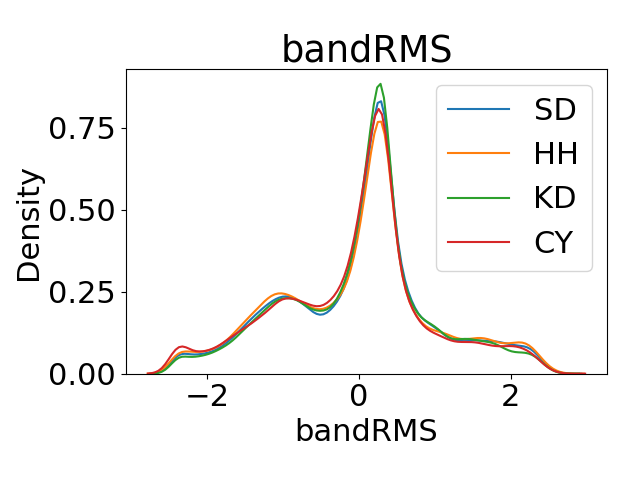 bandRMS
SD
HH
KD
CY
Density
0.75
0.50
0.25
0.00
−2 0 2
bandRMS